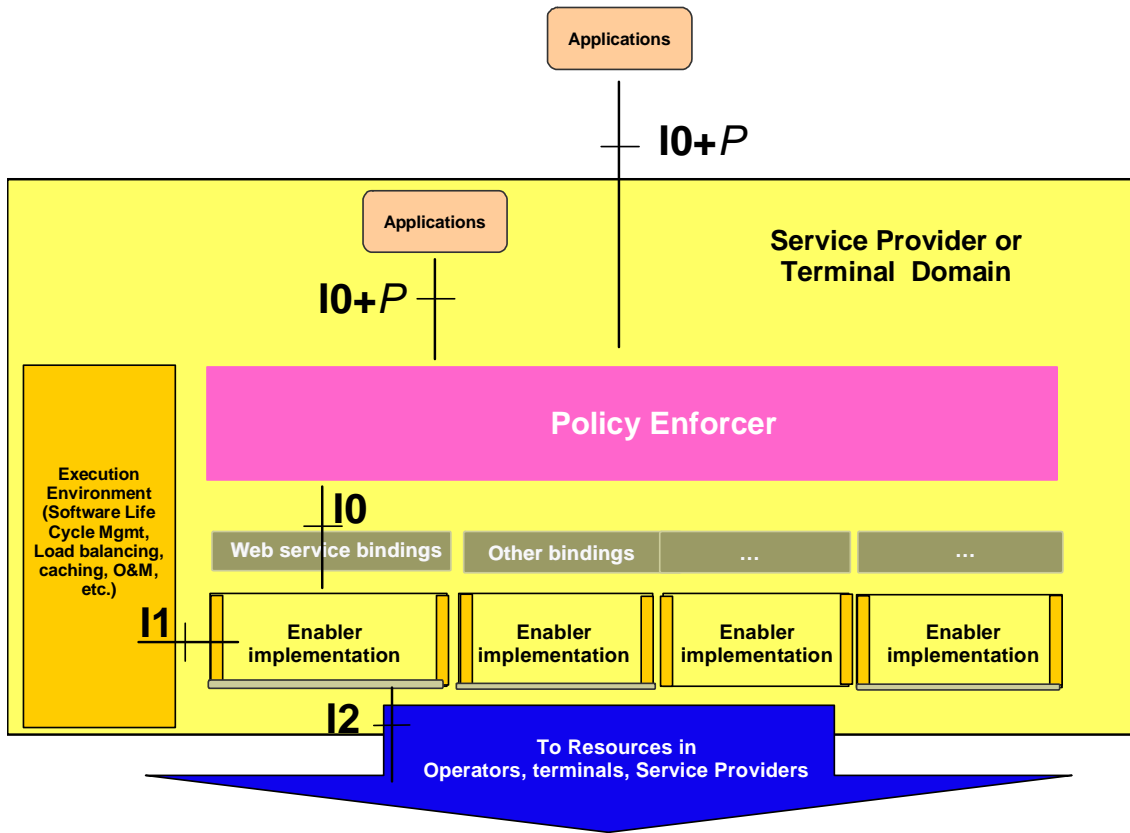 Applications
I0+P
Applications
Service Provider or
Terminal Domain
I0+P
Policy Enforcer
Execution
Environment
(Software Life
Cycle Mgmt,
Load balancing,
caching, O&M,
etc.)
I0
Web service bindings
Other bindings
...
...
I1
Enabler
implementation
Enabler
implementation
Enabler
implementation
Enabler
implementation
I2
To Resources in
Operators, terminals, Service Providers